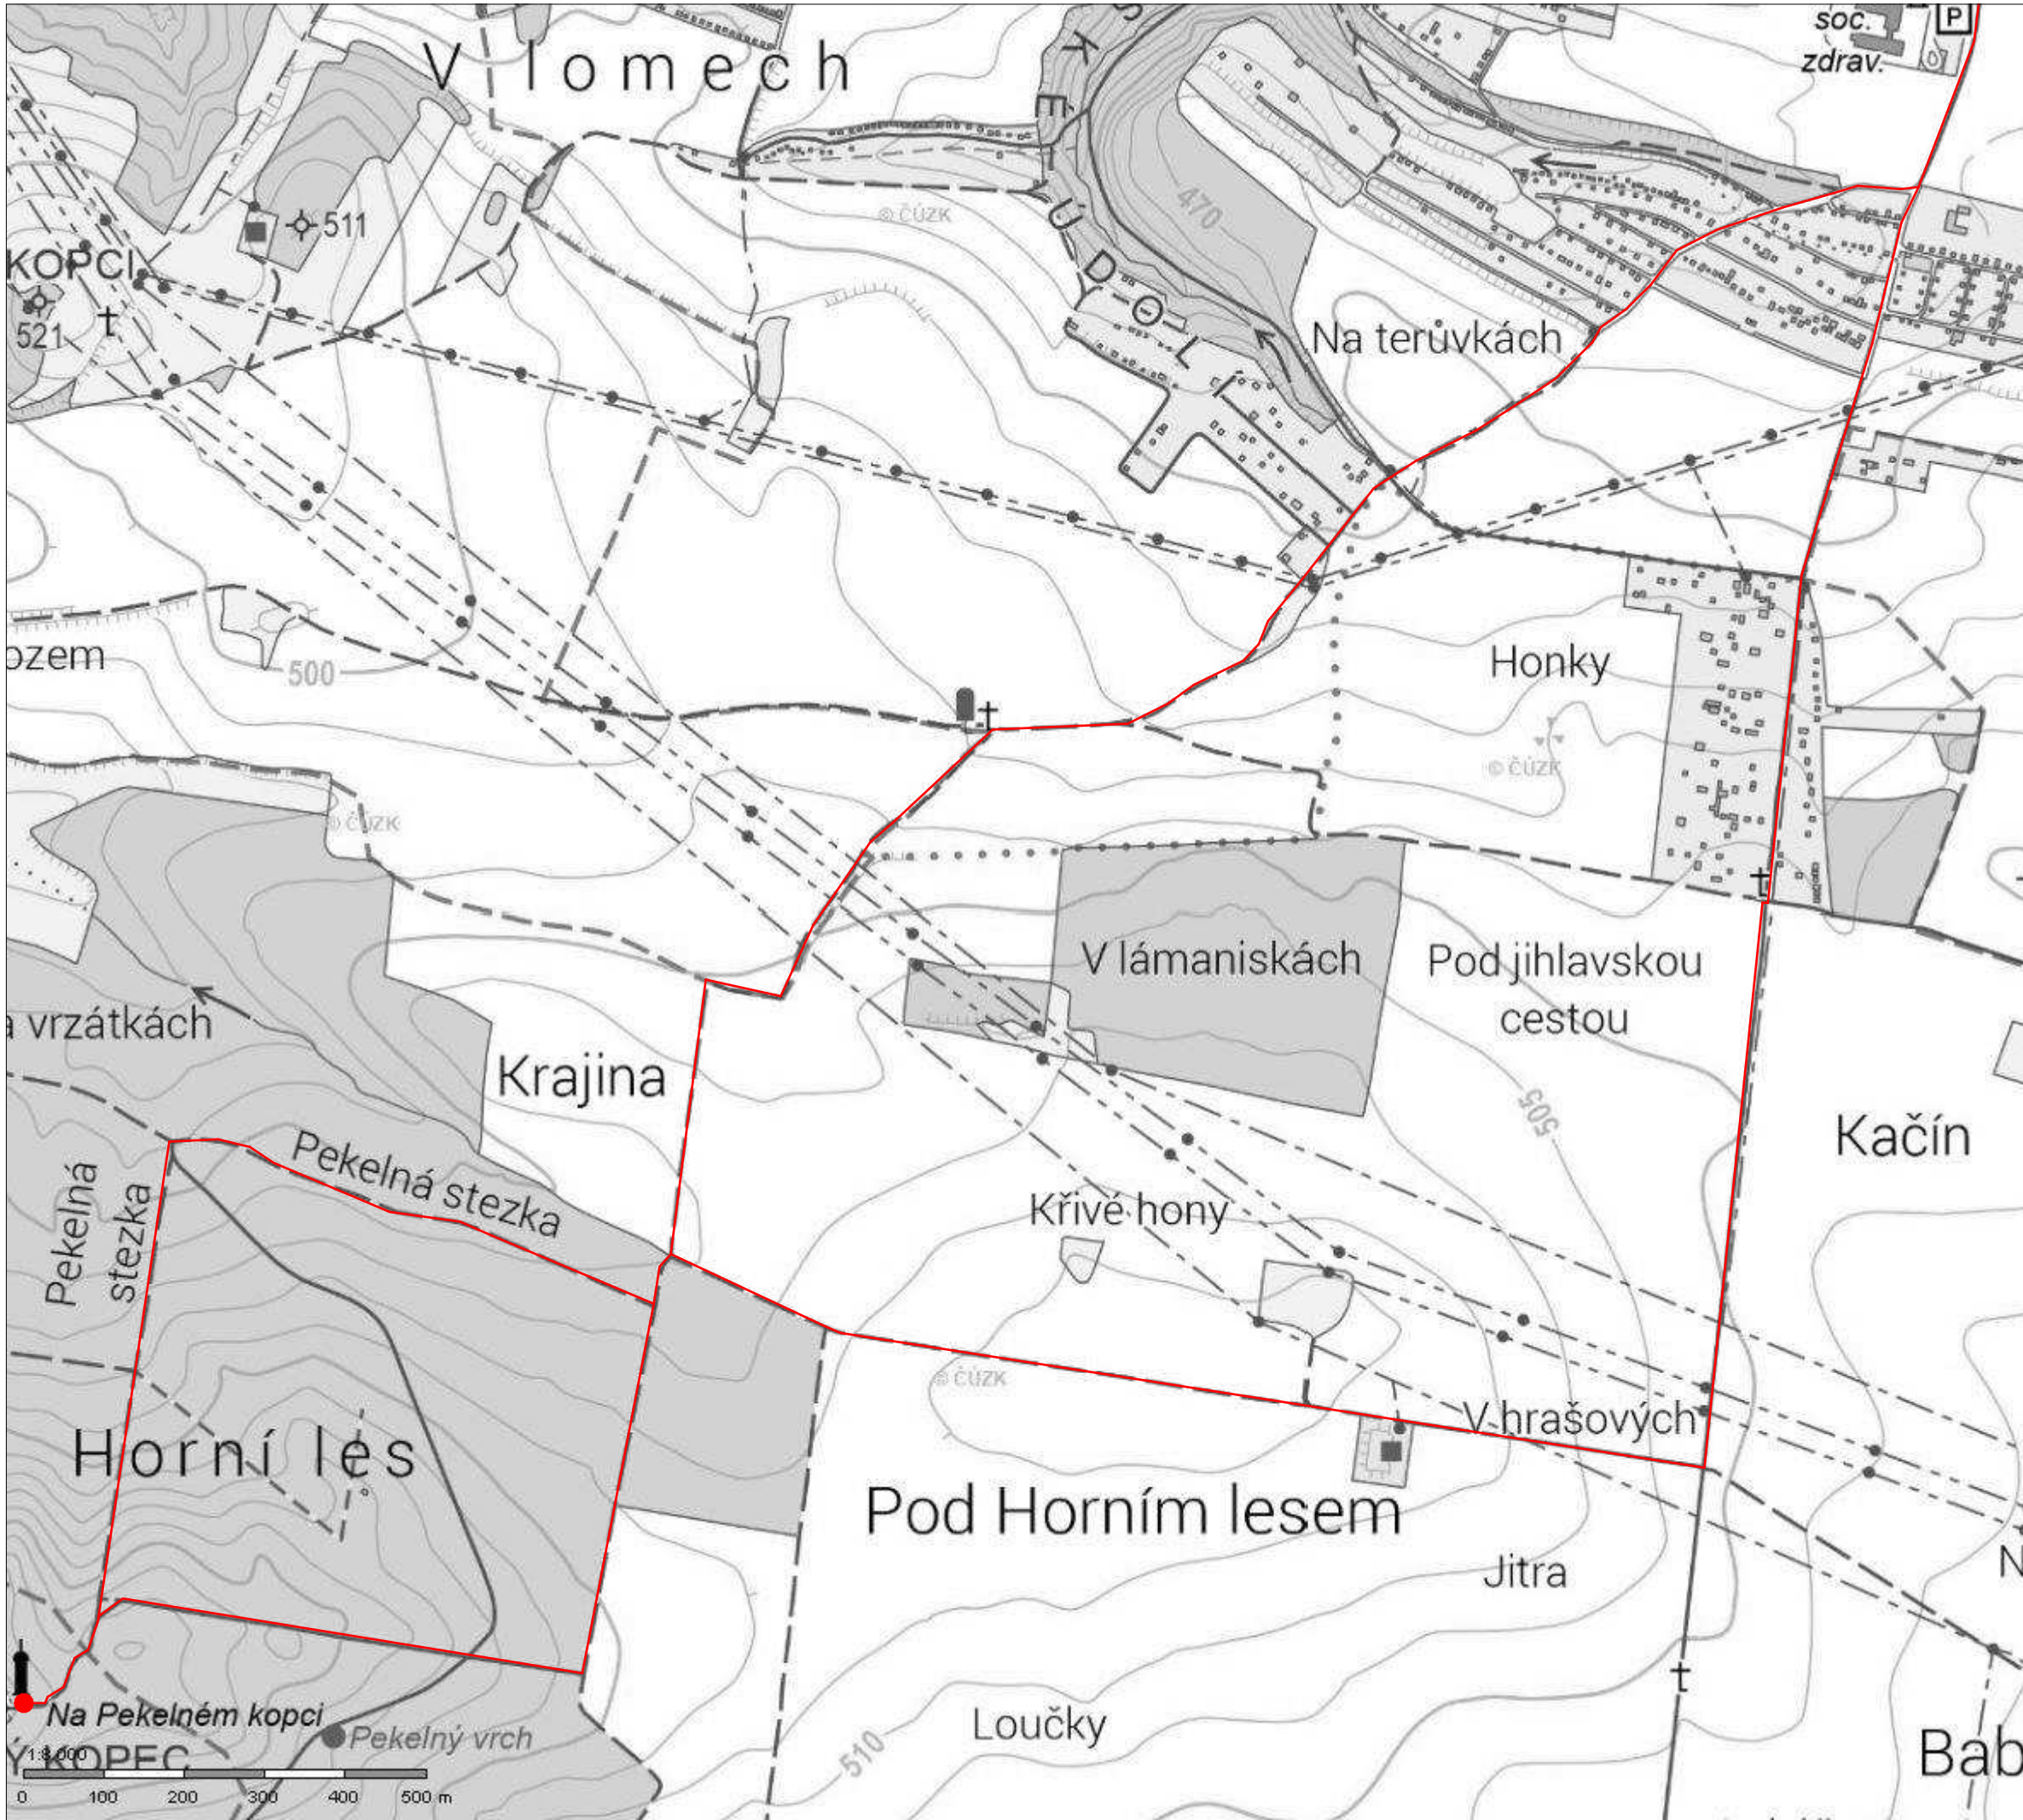 V lomech
soc.
P
zdrav.
S
K
É
Ú
D
O
L
Í
470
© ČÚZK
511
KOPCI
521
Na terůvkách
ozem
500
Honky
© ČÚZK
© ČÚZK
V lámaniskách
Pod jihlavskou
cestou
a vrzátkách
Krajina
505
Kačín
Pekelná stezka
Pekelná
stezka
Křivé hony
© ČÚZK
V hrašových
Horní les
Pod Horním lesem
Jitra
N
Na Pekelném kopci
Pekelný vrch
Loučky
510
Bab
Ý KOPEC
1:8 000
0 100 200 300 400 500 m